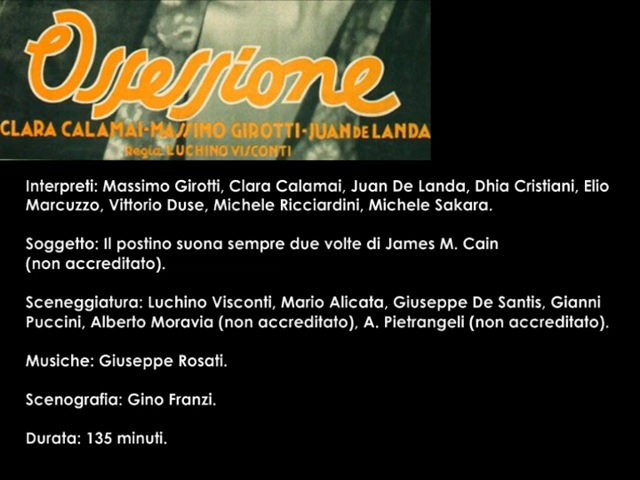 Ossessione
CLARA CALAMAI-MASSIMO GIROTTI-JUAN DE LANDA
Regia LUCHINO VISCONTI
Interpreti: Massimo Girotti, Clara Calamai, Juan De Landa, Dhia Cristiani, Elio
Marcuzzo, Vittorio Duse, Michele Ricciardini, Michele Sakara.
Soggetto: Il postino suona sempre due volte di James M. Cain
(non accreditato).
Sceneggiatura: Luchino Visconti, Mario Alicata, Giuseppe De Santis, Gianni
Puccini, Alberto Moravia (non accreditato), A. Pietrangeli (non accreditato).
Musiche: Giuseppe Rosati.
Scenografia: Gino Franzi.
Durata: 135 minuti.